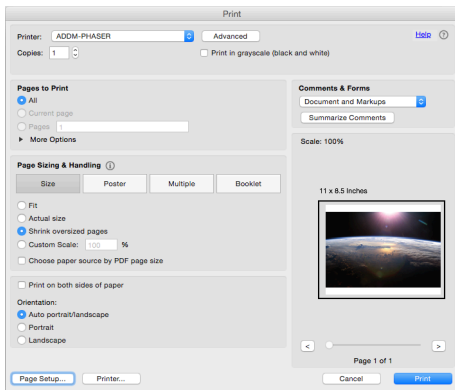 Print
Printer: ADDM-PHASER Advanced Help ?
Copies: 1 Print in grayscale (black and white)
Pages to Print
All
Current page
Pages 1
More Options
Comments & Forms
Document and Markups
Summarize Comments
Page Sizing & Handling i
Size Poster Multiple Booklet
Fit
Actual size
Shrink oversized pages
Custom Scale: 100 %
Choose paper source by PDF page size
Print on both sides of paper
Orientation:
Auto portrait/landscape
Portrait
Landscape
Scale: 100%
11 x 8.5 Inches
< >
Page 1 of 1
Page Setup... Printer... Cancel Print